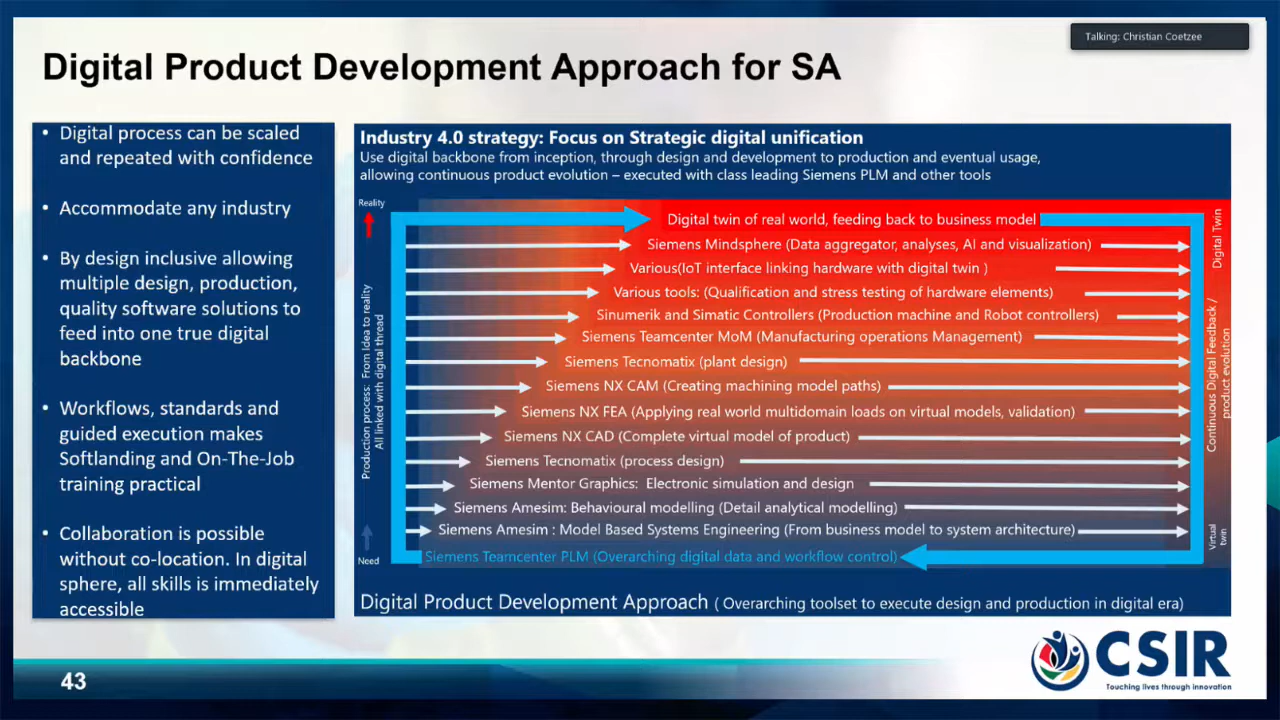 Talking: Christian Coetzee
Digital Product Development Approach for SA
• Digital process can be scaled
and repeated with confidence
• Accommodate any industry
• By design inclusive allowing
multiple design, production,
quality software solutions to
feed into one true digital
backbone
• Workflows, standards and
guided execution makes
Softlanding and On-The-Job
training practical
• Collaboration is possible
without co-location. In digital
sphere, all skills is immediately
accessible
Industry 4.0 strategy: Focus on Strategic digital unification
Use digital backbone from inception, through design and development to production and eventual usage,
allowing continuous product evolution – executed with class leading Siemens PLM and other tools
Reality
Production process: From Idea to reality
All linked with digital thread
Need
Digital twin of real world, feeding back to business model
Siemens Mindsphere (Data aggregator, analyses, AI and visualization)
Various(IoT interface linking hardware with digital twin )
Various tools: (Qualification and stress testing of hardware elements)
Sinumerik and Simatic Controllers (Production machine and Robot controllers)
Siemens Teamcenter MoM (Manufacturing operations Management)
Siemens Tecnomatix (plant design)
Siemens NX CAM (Creating machining model paths)
Siemens NX FEA (Applying real world multidomain loads on virtual models, validation)
Siemens NX CAD (Complete virtual model of product)
Siemens Tecnomatix (process design)
Siemens Mentor Graphics: Electronic simulation and design
Siemens Amesim: Behavioural modelling (Detail analytical modelling)
Siemens Amesim : Model Based Systems Engineering (From business model to system architecture)
Siemens Teamcenter PLM (Overarching digital data and workflow control)
Digital Twin
Continuous Digital Feedback /
product evolution
Virtual
twin
Digital Product Development Approach ( Overarching toolset to execute design and production in digital era)
CSIR
Touching lives through innovation
43